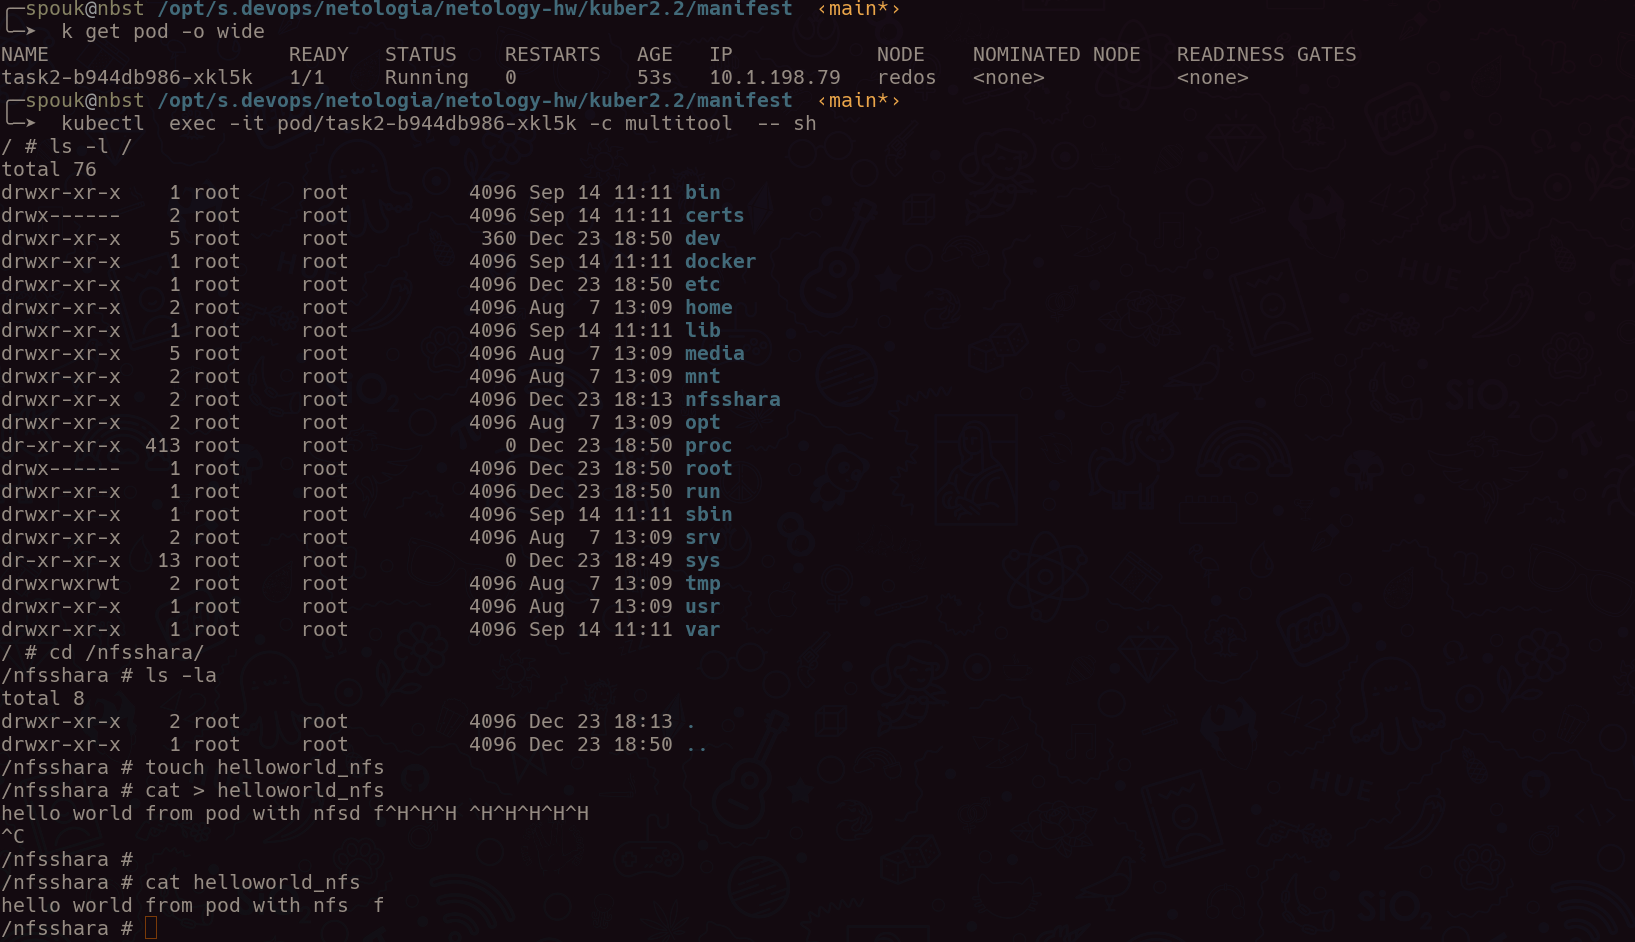 ╭─spouk@nbst /opt/s.devops/netologia/netology-hw/kuber2.2/manifest  ‹main*›
╰─➤  k get pod -o wide
NAME                    READY   STATUS    RESTARTS   AGE   IP            NODE    NOMINATED NODE   READINESS GATES
task2-b944db986-xkl5k   1/1     Running   0          53s   10.1.198.79   redos   <none>           <none>
╭─spouk@nbst /opt/s.devops/netologia/netology-hw/kuber2.2/manifest  ‹main*›
╰─➤  kubectl  exec -it pod/task2-b944db986-xkl5k -c multitool  -- sh
/ # ls -l /
total 76
drwxr-xr-x    1 root     root          4096 Sep 14 11:11 bin
drwx------    2 root     root          4096 Sep 14 11:11 certs
drwxr-xr-x    5 root     root           360 Dec 23 18:50 dev
drwxr-xr-x    1 root     root          4096 Sep 14 11:11 docker
drwxr-xr-x    1 root     root          4096 Dec 23 18:50 etc
drwxr-xr-x    2 root     root          4096 Aug  7 13:09 home
drwxr-xr-x    1 root     root          4096 Sep 14 11:11 lib
drwxr-xr-x    5 root     root          4096 Aug  7 13:09 media
drwxr-xr-x    2 root     root          4096 Aug  7 13:09 mnt
drwxr-xr-x    2 root     root          4096 Dec 23 18:13 nfsshara
drwxr-xr-x    2 root     root          4096 Aug  7 13:09 opt
dr-xr-xr-x  413 root     root             0 Dec 23 18:50 proc
drwx------    1 root     root          4096 Dec 23 18:50 root
drwxr-xr-x    1 root     root          4096 Dec 23 18:50 run
drwxr-xr-x    1 root     root          4096 Sep 14 11:11 sbin
drwxr-xr-x    2 root     root          4096 Aug  7 13:09 srv
dr-xr-xr-x   13 root     root             0 Dec 23 18:49 sys
drwxrwxrwt    2 root     root          4096 Aug  7 13:09 tmp
drwxr-xr-x    1 root     root          4096 Aug  7 13:09 usr
drwxr-xr-x    1 root     root          4096 Sep 14 11:11 var
/ # cd /nfsshara/
/nfsshara # ls -la
total 8
drwxr-xr-x    2 root     root          4096 Dec 23 18:13 .
drwxr-xr-x    1 root     root          4096 Dec 23 18:50 ..
/nfsshara # touch helloworld_nfs
/nfsshara # cat > helloworld_nfs
hello world from pod with nfsd f^H^H^H ^H^H^H^H^H
^C
/nfsshara #
/nfsshara # cat helloworld_nfs
hello world from pod with nfs  f
/nfsshara #